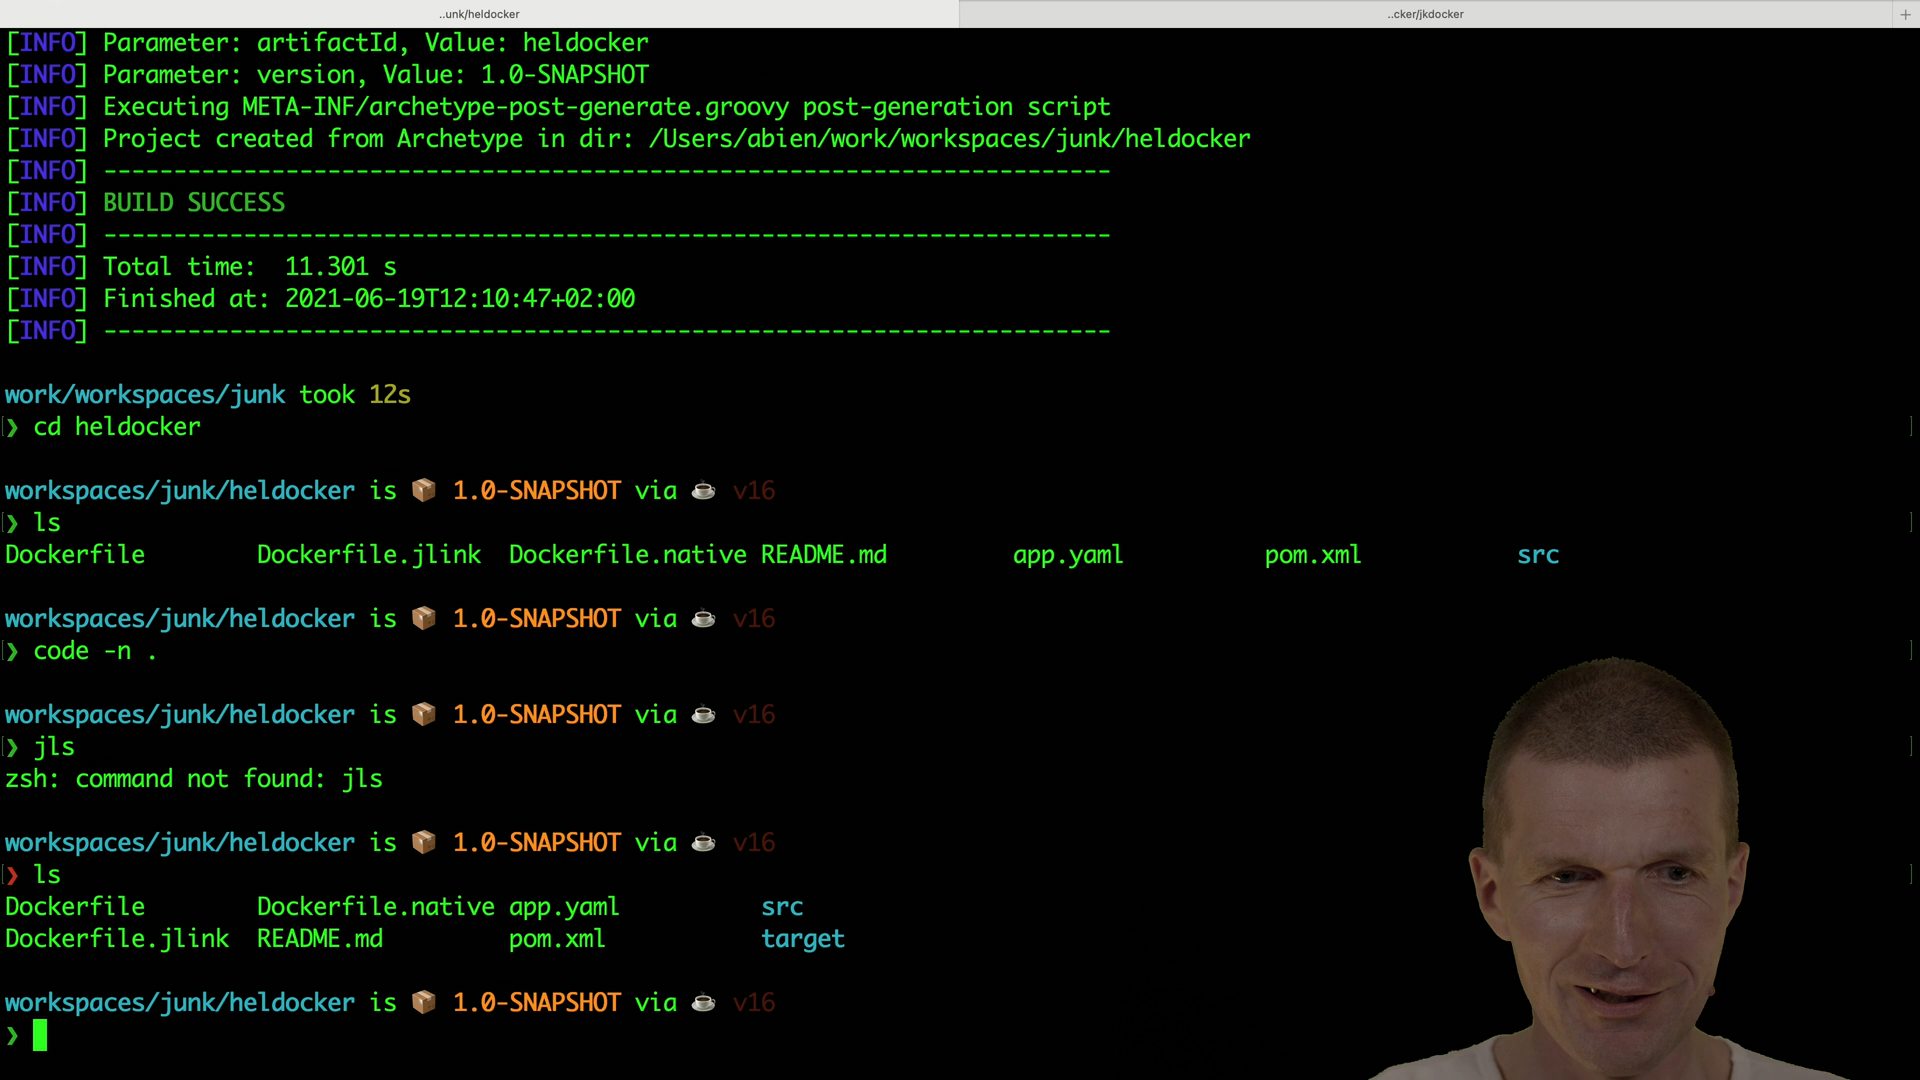 ..unk/heldocker
..cker/jkdocker
[INFO] Parameter: artifactId, Value: heldocker
[INFO] Parameter: version, Value: 1.0-SNAPSHOT
[INFO] Executing META-INF/archetype-post-generate.groovy post-generation script
[INFO] Project created from Archetype in dir: /Users/abien/work/workspaces/junk/heldocker
[INFO] ------------------------------------------------------------------------
[INFO] BUILD SUCCESS
[INFO] ------------------------------------------------------------------------
[INFO] Total time:  11.301 s
[INFO] Finished at: 2021-06-19T12:10:47+02:00
[INFO] ------------------------------------------------------------------------
work/workspaces/junk took 12s
❯ cd heldocker
workspaces/junk/heldocker is 📦 1.0-SNAPSHOT via ☕ v16
❯ ls
Dockerfile Dockerfile.jlink Dockerfile.native README.md app.yaml pom.xml src
workspaces/junk/heldocker is 📦 1.0-SNAPSHOT via ☕ v16
❯ code -n .
workspaces/junk/heldocker is 📦 1.0-SNAPSHOT via ☕ v16
❯ jls
zsh: command not found: jls
workspaces/junk/heldocker is 📦 1.0-SNAPSHOT via ☕ v16
❯ ls
Dockerfile Dockerfile.native app.yaml src
Dockerfile.jlink README.md pom.xml target
workspaces/junk/heldocker is 📦 1.0-SNAPSHOT via ☕ v16
❯